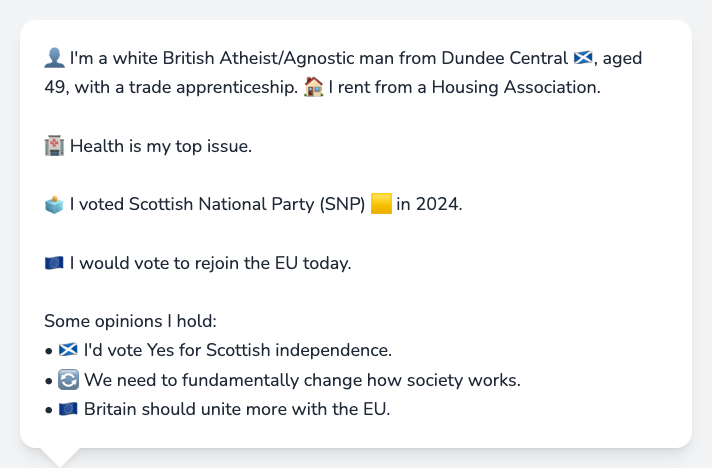 👤 I'm a white British Atheist/Agnostic man from Dundee Central 🏴󠁧󠁢󠁳󠁣󠁴󠁿, aged
49, with a trade apprenticeship. 🏠 I rent from a Housing Association.
🏥 Health is my top issue.
🗳️ I voted Scottish National Party (SNP) 🟨 in 2024.
🇪🇺 I would vote to rejoin the EU today.
Some opinions I hold:
• 🏴󠁧󠁢󠁳󠁣󠁴󠁿 I'd vote Yes for Scottish independence.
• 🔄 We need to fundamentally change how society works.
• 🇪🇺 Britain should unite more with the EU.